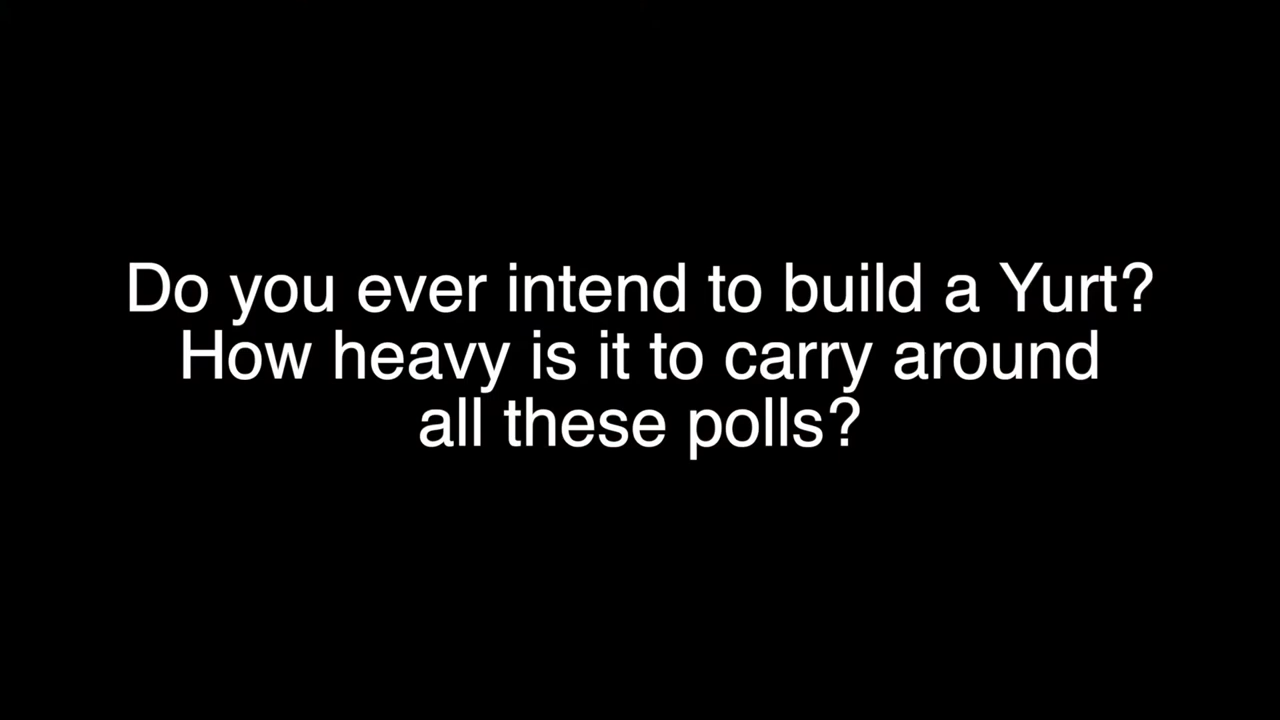 Do you ever intend to build a Yurt?
How heavy is it to carry around
all these polls?